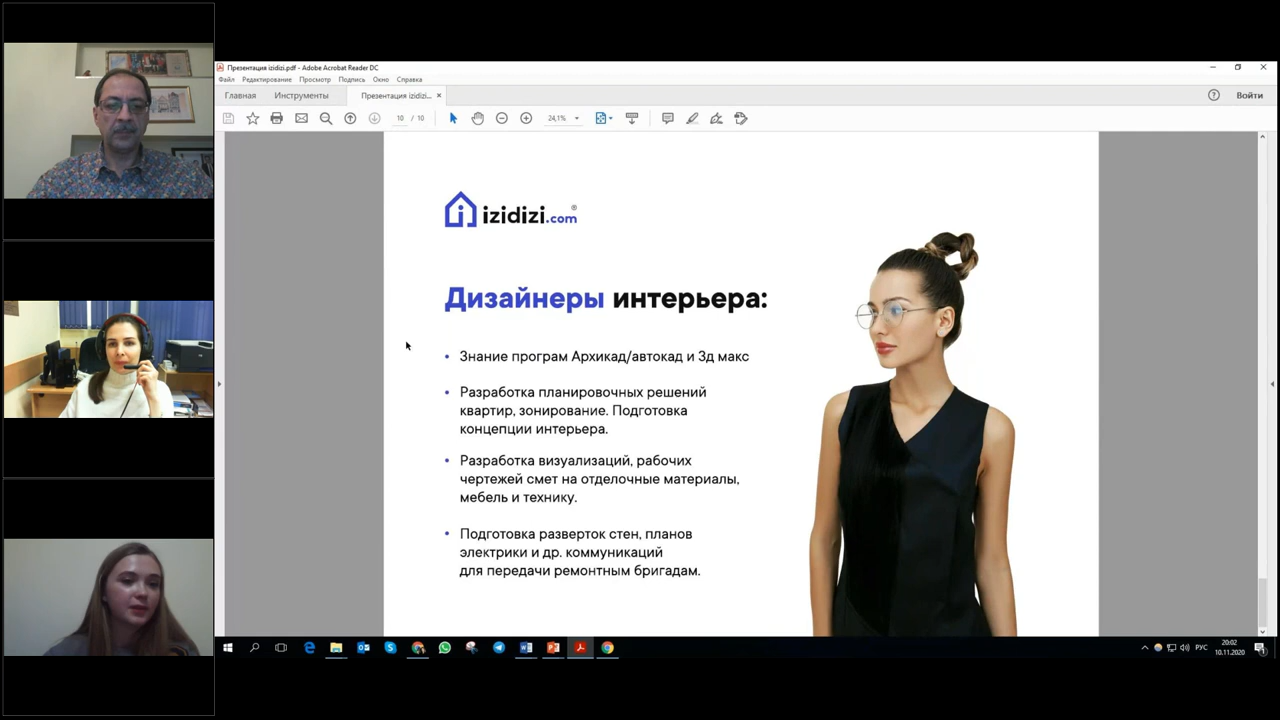 Презентация izidizi.pdf - Adobe Acrobat Reader DC
Файл Редактирование Просмотр Подпись Окно Справка
Главная Инструменты Презентация izidizi... Войти
10 / 10 24,1%
izidizi.com®
Дизайнеры интерьера:
• Знание програм Архикад/автокад и 3д макс
• Разработка планировочных решений
квартир, зонирование. Подготовка
концепции интерьера.
• Разработка визуализаций, рабочих
чертежей смет на отделочные материалы,
мебель и технику.
• Подготовка разверток стен, планов
электрики и др. коммуникаций
для передачи ремонтным бригадам.
РУС
20:02
10.11.2020